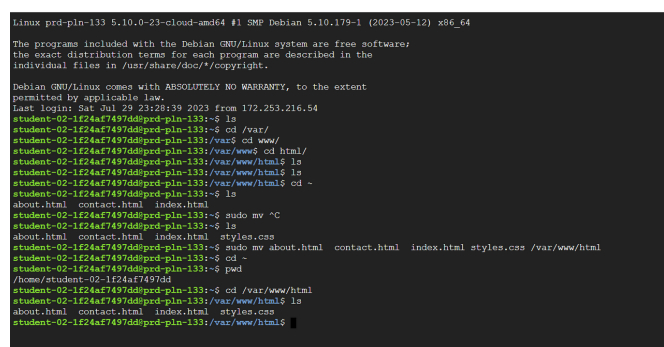 Linux prd-pln-133 5.10.0-23-cloud-amd64 #1 SMP Debian 5.10.179-1 (2023-05-12) x86_64
The programs included with the Debian GNU/Linux system are free software;
the exact distribution terms for each program are described in the
individual files in /usr/share/doc/*/copyright.
Debian GNU/Linux comes with ABSOLUTELY NO WARRANTY, to the extent
permitted by applicable law.
Last login: Sat Jul 29 23:28:39 2023 from 172.253.216.54
student-02-1f24af7497dd@prd-pln-133:~$ ls
student-02-1f24af7497dd@prd-pln-133:~$ cd /var/
student-02-1f24af7497dd@prd-pln-133:/var$ cd www/
student-02-1f24af7497dd@prd-pln-133:/var/www$ cd html/
student-02-1f24af7497dd@prd-pln-133:/var/www/html$ ls
student-02-1f24af7497dd@prd-pln-133:/var/www/html$ ls
student-02-1f24af7497dd@prd-pln-133:/var/www/html$ cd ~
student-02-1f24af7497dd@prd-pln-133:~$ ls
about.html  contact.html  index.html
student-02-1f24af7497dd@prd-pln-133:~$ sudo mv ^C
student-02-1f24af7497dd@prd-pln-133:~$ ls
about.html  contact.html  index.html  styles.css
student-02-1f24af7497dd@prd-pln-133:~$ sudo mv about.html  contact.html  index.html styles.css /var/www/html
student-02-1f24af7497dd@prd-pln-133:~$ cd ~
student-02-1f24af7497dd@prd-pln-133:~$ pwd
/home/student-02-1f24af7497dd
student-02-1f24af7497dd@prd-pln-133:~$ cd /var/www/html
student-02-1f24af7497dd@prd-pln-133:/var/www/html$ ls
about.html  contact.html  index.html  styles.css
student-02-1f24af7497dd@prd-pln-133:/var/www/html$